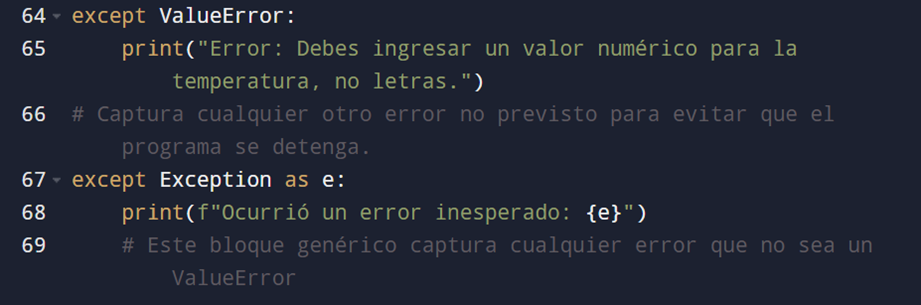 64 except ValueError:
65 print("Error: Debes ingresar un valor numérico para la
temperatura, no letras.")
66 # Captura cualquier otro error no previsto para evitar que el
programa se detenga.
67 except Exception as e:
68 print(f"Ocurrió un error inesperado: {e}")
69 # Este bloque genérico captura cualquier error que no sea un
ValueError